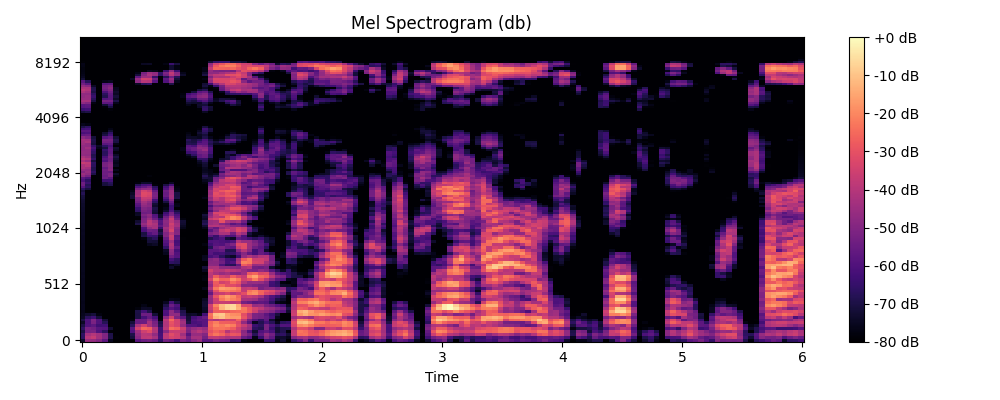 Mel Spectrogram (db)
Hz
8192
4096
2048
1024
512
0
0 1 2 3 4 5 6
Time
+0 dB
-10 dB
-20 dB
-30 dB
-40 dB
-50 dB
-60 dB
-70 dB
-80 dB